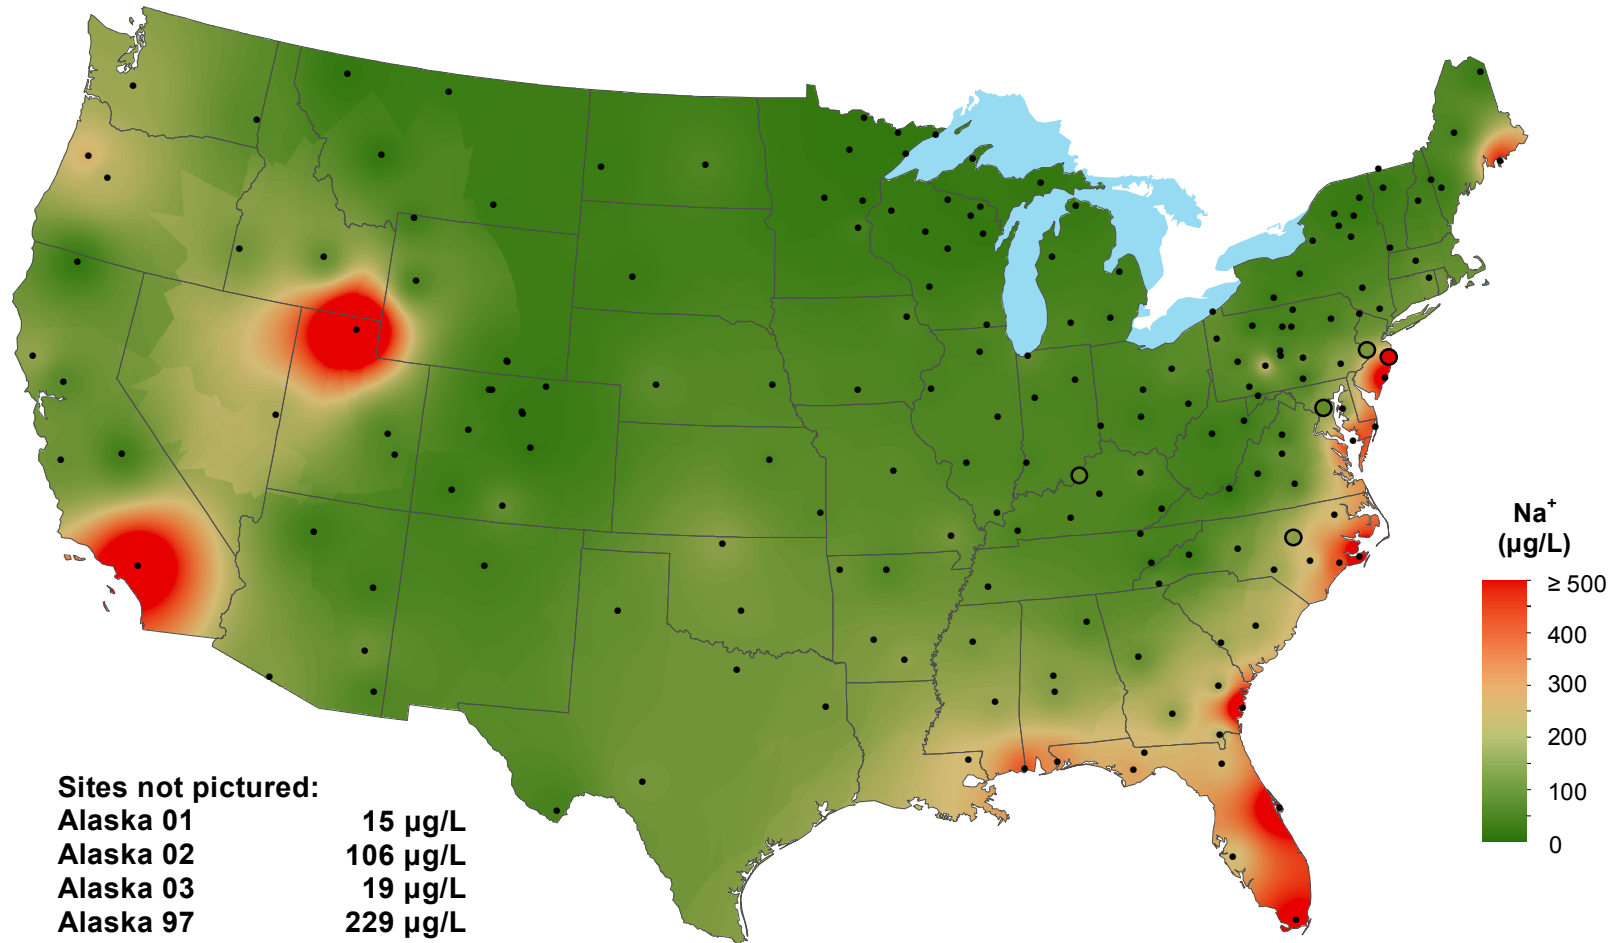 Na+
(µg/L)
≥ 500
400
300
200
100
0
Sites not pictured:
Alaska 01 15 µg/L
Alaska 02 106 µg/L
Alaska 03 19 µg/L
Alaska 97 229 µg/L